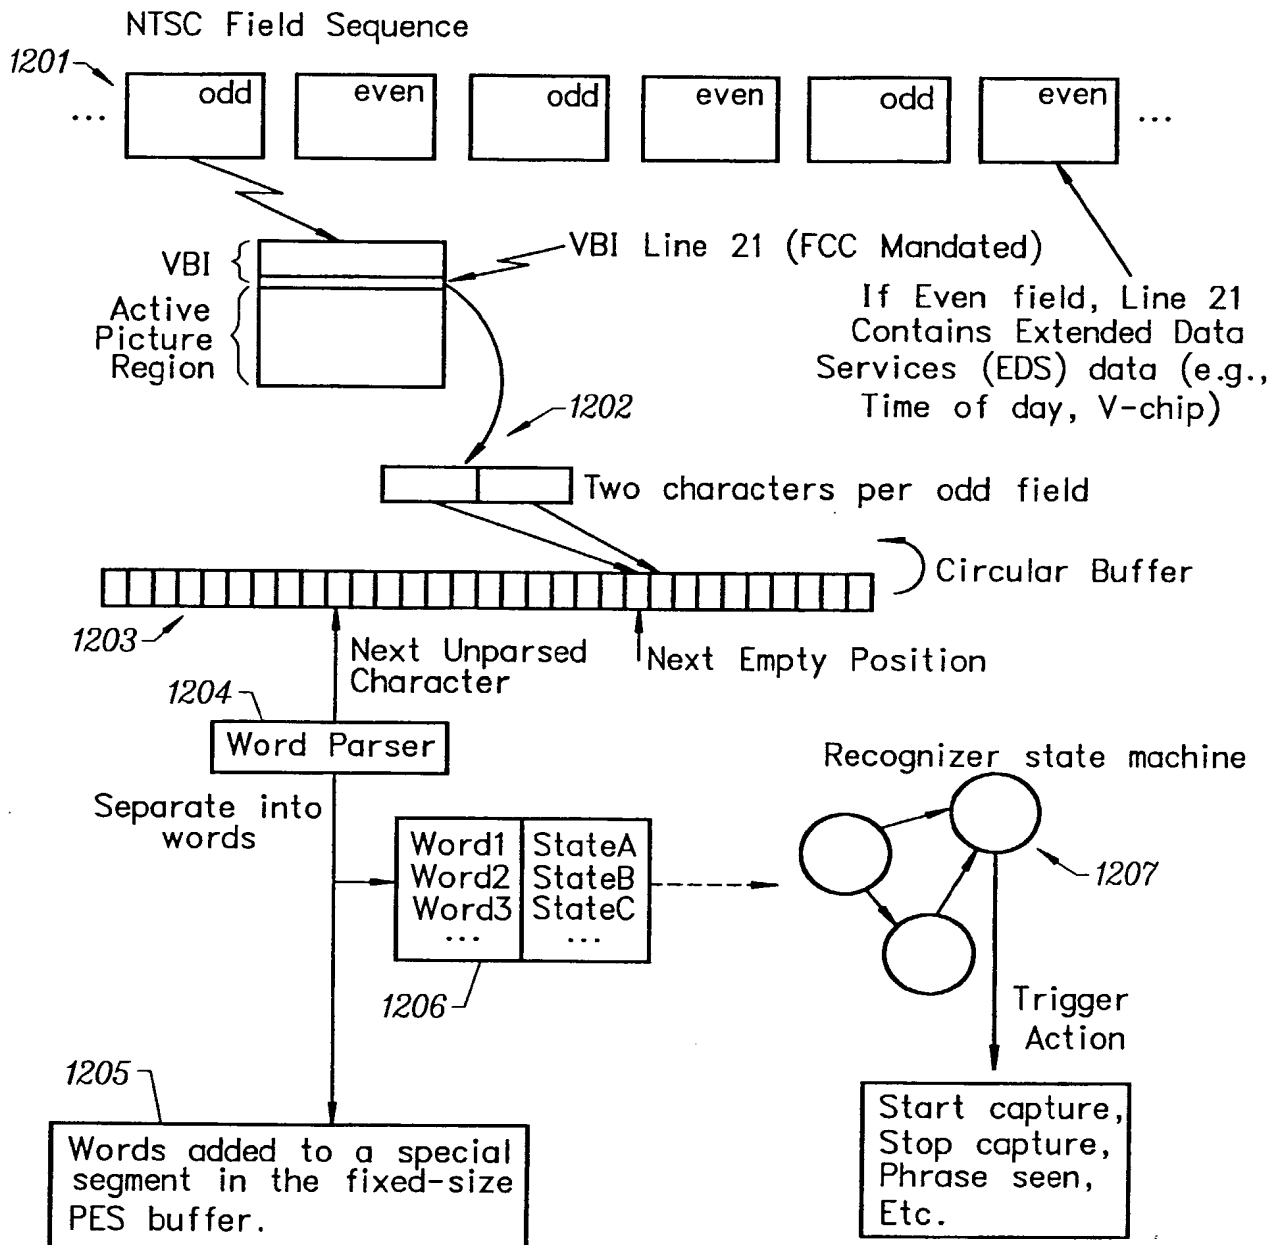 NTSC Field Sequence
1201
... odd even odd even odd even ...
VBI
VBI Line 21 (FCC Mandated)
Active
Picture
Region
If Even field, Line 21
Contains Extended Data
Services (EDS) data (e.g.,
Time of day, V-chip)
1202
Two characters per odd field
Circular Buffer
1203
Next Unparsed
Character
Next Empty Position
1204
Word Parser
Separate into
words
Word1 StateA
Word2 StateB
Word3 StateC
... ...
1206
Recognizer state machine
1207
Trigger
Action
1205
Words added to a special
segment in the fixed-size
PES buffer.
Start capture,
Stop capture,
Phrase seen,
Etc.